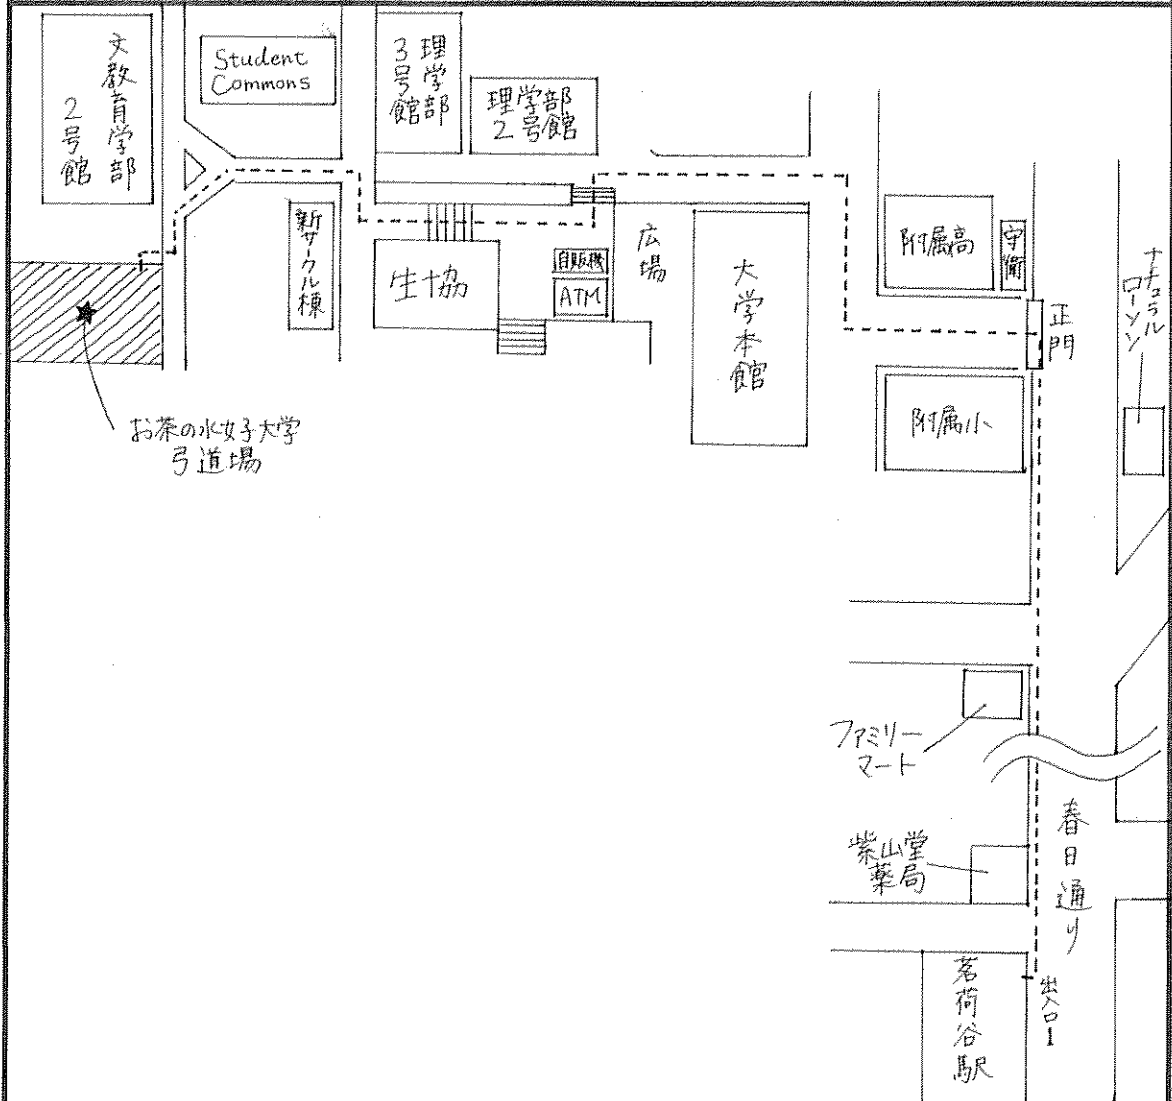 文教育学部
2号館
Student
Commons
理学部
3号館
理学部
2号館
新サークル棟
生協
自販機
ATM
広場
大学本館
附属高
守衛
正門
ナチュラル
ローソン
附属小
お茶の水女子大学
弓道場
ファミリー
マート
紫山堂
薬局
春日通り
茗荷谷駅
出入口1